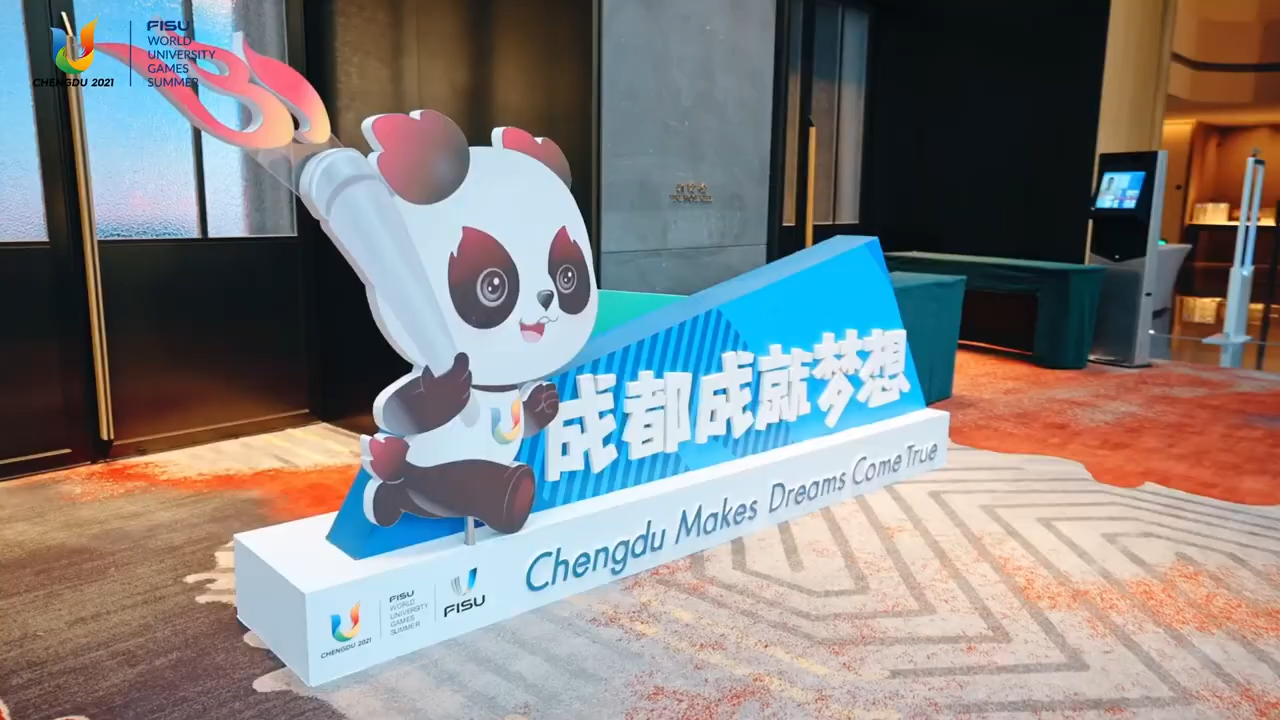 CHENGDU 2021
FISU
WORLD
UNIVERSITY
GAMES
SUMMER
成都成就梦想
Chengdu Makes Dreams Come True
CHENGDU 2021
FISU
WORLD
UNIVERSITY
GAMES
SUMMER
FISU